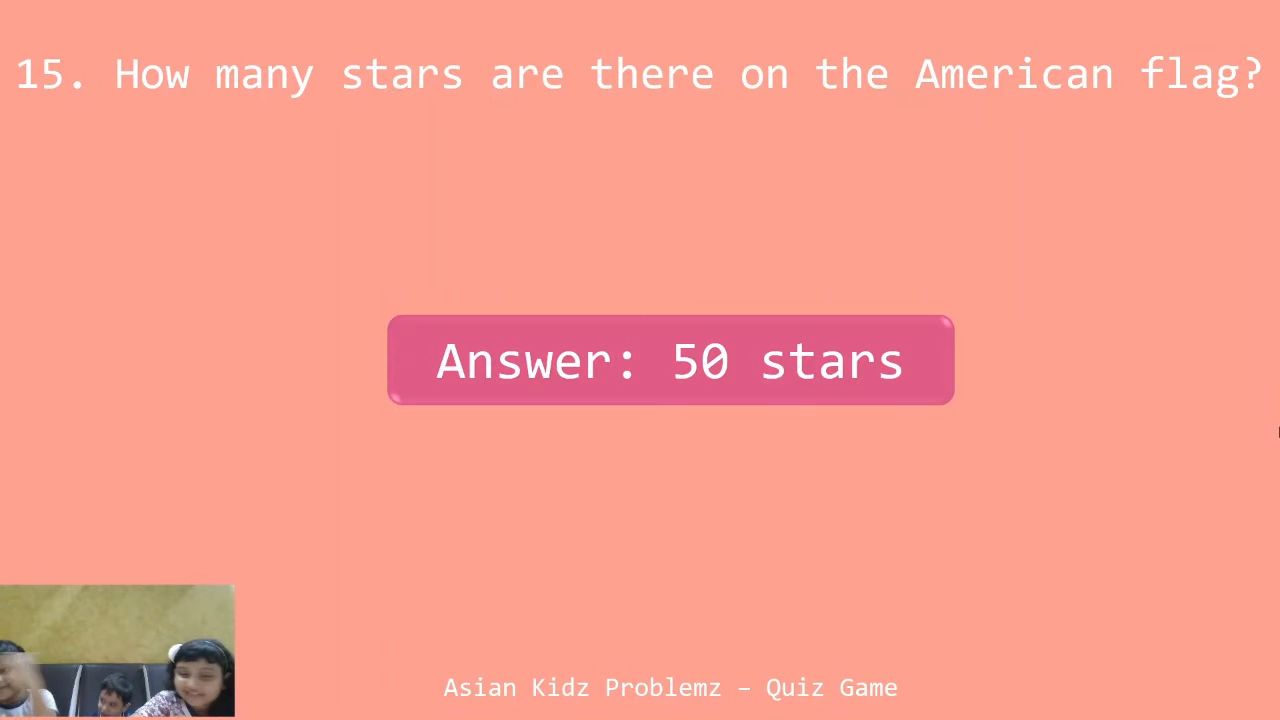 15. How many stars are there on the American flag?
Answer: 50 stars
Asian Kidz Problemz – Quiz Game